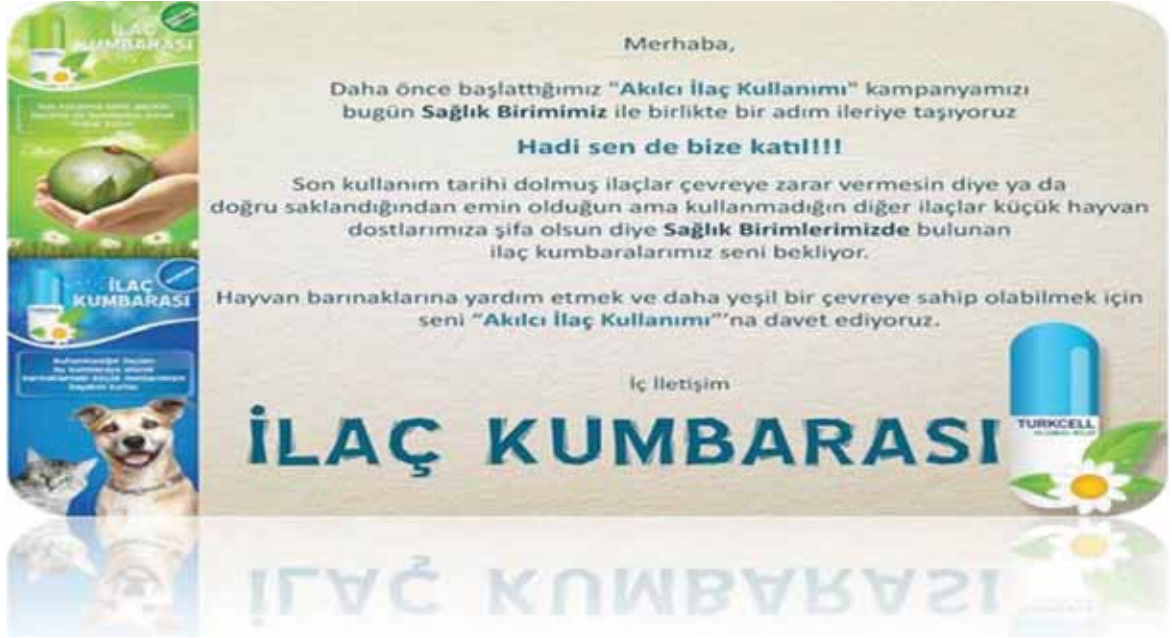 İLAÇ
KUMBARASI
İLAÇ
KUMBARASI
Merhaba,
Daha önce başlattığımız "Akılcı İlaç Kullanımı" kampanyamızı
bugün Sağlık Birimimiz ile birlikte bir adım ileriye taşıyoruz
Hadi sen de bize katıl!!!
Son kullanım tarihi dolmuş ilaçlar çevreye zarar vermesin diye ya da
doğru saklandığından emin olduğun ama kullanmadığın diğer ilaçlar küçük hayvan
dostlarımıza şifa olsun diye Sağlık Birimlerimizde bulunan
ilaç kumbaralarımız seni bekliyor.
Hayvan barınaklarına yardım etmek ve daha yeşil bir çevreye sahip olabilmek için
seni "Akılcı İlaç Kullanımı"'na davet ediyoruz.
İç İletişim
İLAÇ KUMBARASI
TURKCELL
GLOBAL BİLGİ